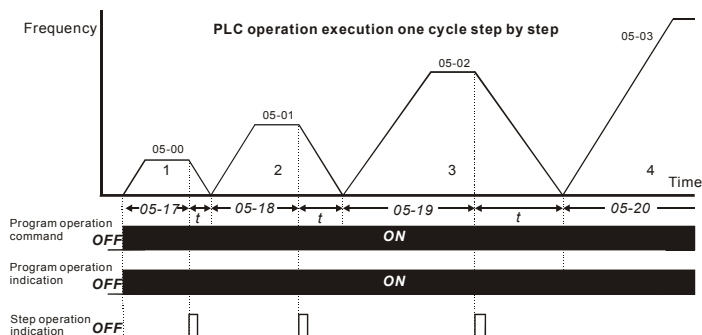 Frequency
PLC operation execution one cycle step by step
05-03
05-02
05-01
05-00
1
2
3
4
Time
05-17
t
05-18
t
05-19
t
05-20
Program operation
command
OFF
ON
Program operation
indication
OFF
ON
Step operation
indication
OFF